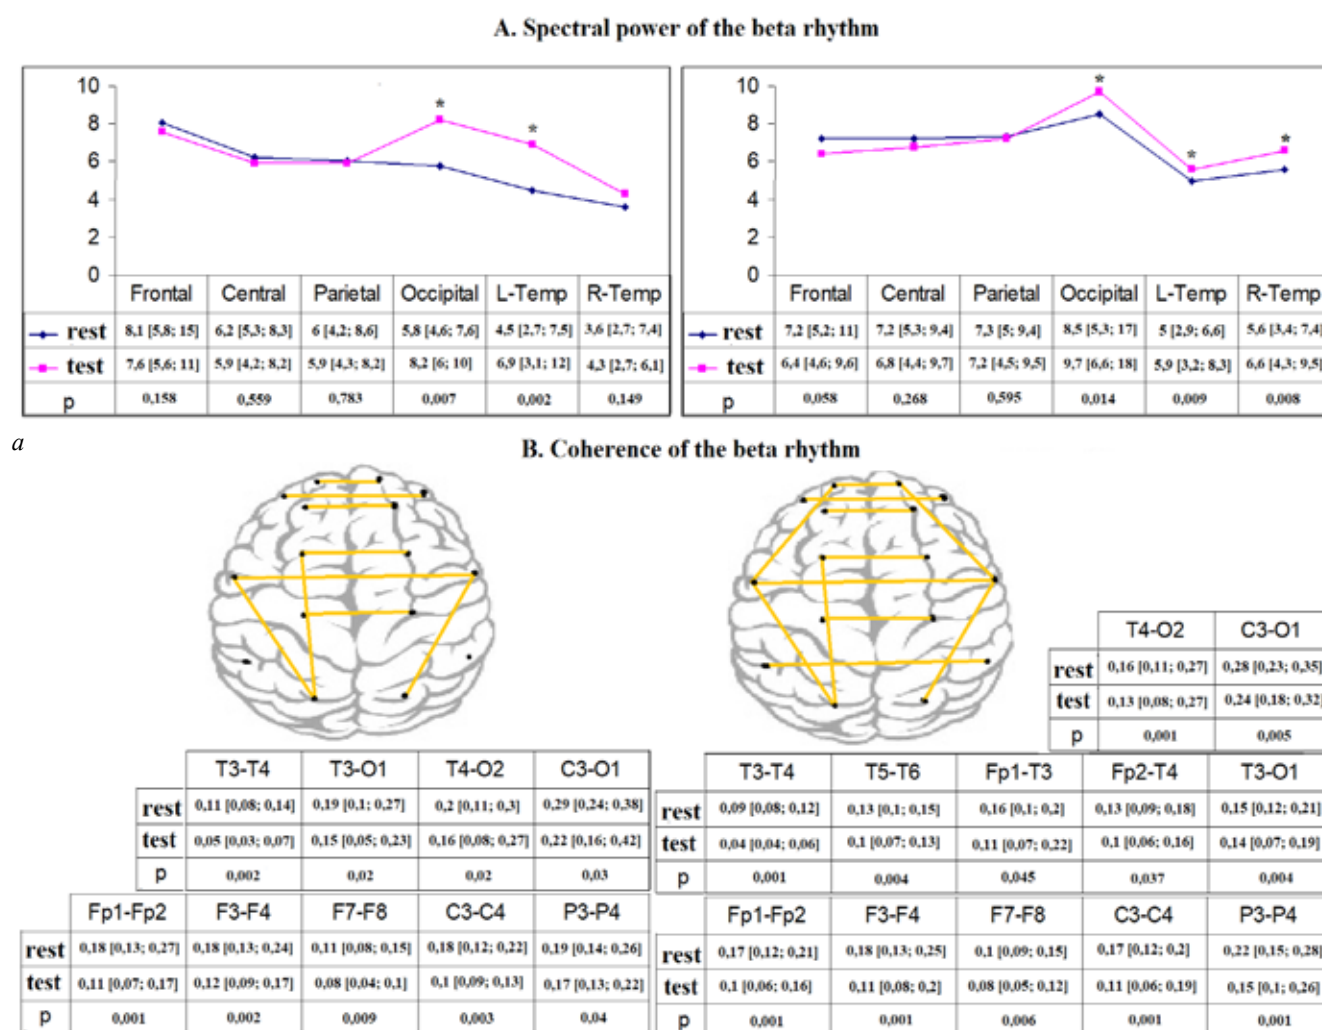 A. Spectral power of the beta rhythm
10
8
6
4
2
0
* *
Frontal Central Parietal Occipital L-Temp R-Temp
rest 8,1 [5,8; 15] 6,2 [5,3; 8,3] 6 [4,2; 8,6] 5,8 [4,6; 7,6] 4,5 [2,7; 7,5] 3,6 [2,7; 7,4]
test 7,6 [5,6; 11] 5,9 [4,2; 8,2] 5,9 [4,3; 8,2] 8,2 [6; 10] 6,9 [3,1; 12] 4,3 [2,7; 6,1]
p 0,158 0,559 0,783 0,007 0,002 0,149
10
8
6
4
2
0
* * *
Frontal Central Parietal Occipital L-Temp R-Temp
rest 7,2 [5,2; 11] 7,2 [5,3; 9,4] 7,3 [5; 9,4] 8,5 [5,3; 17] 5 [2,9; 6,6] 5,6 [3,4; 7,4]
test 6,4 [4,6; 9,6] 6,8 [4,4; 9,7] 7,2 [4,5; 9,5] 9,7 [6,6; 18] 5,9 [3,2; 8,3] 6,6 [4,3; 9,5]
p 0,058 0,268 0,595 0,014 0,009 0,008
a
B. Coherence of the beta rhythm
T3-T4 T3-O1 T4-O2 C3-O1
rest 0,11 [0,08; 0,14] 0,19 [0,1; 0,27] 0,2 [0,11; 0,3] 0,29 [0,24; 0,38]
test 0,05 [0,03; 0,07] 0,15 [0,05; 0,23] 0,16 [0,08; 0,27] 0,22 [0,16; 0,42]
p 0,002 0,02 0,02 0,03
Fp1-Fp2 F3-F4 F7-F8 C3-C4 P3-P4
rest 0,18 [0,13; 0,27] 0,18 [0,13; 0,24] 0,11 [0,08; 0,15] 0,18 [0,12; 0,22] 0,19 [0,14; 0,26]
test 0,11 [0,07; 0,17] 0,12 [0,09; 0,17] 0,08 [0,04; 0,1] 0,1 [0,09; 0,13] 0,17 [0,13; 0,22]
p 0,001 0,002 0,009 0,003 0,04
T4-O2 C3-O1
rest 0,16 [0,11; 0,27] 0,28 [0,23; 0,35]
test 0,13 [0,08; 0,27] 0,24 [0,18; 0,32]
p 0,001 0,005
T3-T4 T5-T6 Fp1-T3 Fp2-T4 T3-O1
rest 0,09 [0,08; 0,12] 0,13 [0,1; 0,15] 0,16 [0,1; 0,2] 0,13 [0,09; 0,18] 0,15 [0,12; 0,21]
test 0,04 [0,04; 0,06] 0,1 [0,07; 0,13] 0,11 [0,07; 0,22] 0,1 [0,06; 0,16] 0,14 [0,07; 0,19]
p 0,001 0,004 0,045 0,037 0,004
Fp1-Fp2 F3-F4 F7-F8 C3-C4 P3-P4
rest 0,17 [0,12; 0,21] 0,18 [0,13; 0,25] 0,1 [0,09; 0,15] 0,17 [0,12; 0,2] 0,22 [0,15; 0,28]
test 0,1 [0,06; 0,16] 0,11 [0,08; 0,2] 0,08 [0,05; 0,12] 0,11 [0,06; 0,19] 0,15 [0,1; 0,26]
p 0,001 0,001 0,006 0,001 0,001